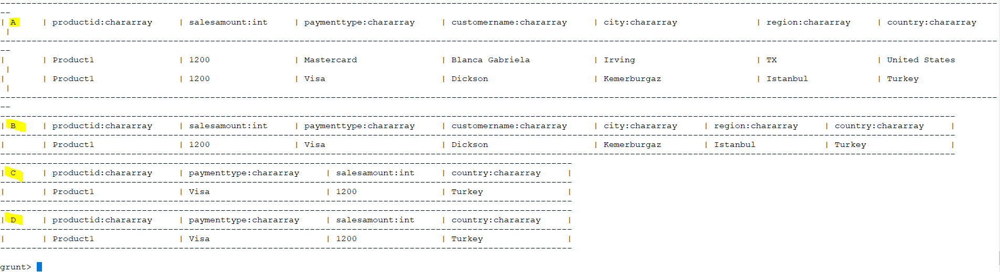 --
| A | productid:chararray | salesamount:int | paymenttype:chararray | customername:chararray | city:chararray | region:chararray | country:chararray
|
--
| | Product1 | 1200 | Mastercard | Blanca Gabriela | Irving | TX | United States
|
| | Product1 | 1200 | Visa | Dickson | Kemerburgaz | Istanbul | Turkey
|
--
| B | productid:chararray | salesamount:int | paymenttype:chararray | customername:chararray | city:chararray | region:chararray | country:chararray |
| | Product1 | 1200 | Visa | Dickson | Kemerburgaz | Istanbul | Turkey |
| C | productid:chararray | paymenttype:chararray | salesamount:int | country:chararray |
| | Product1 | Visa | 1200 | Turkey |
| D | productid:chararray | paymenttype:chararray | salesamount:int | country:chararray |
| | Product1 | Visa | 1200 | Turkey |
grunt>